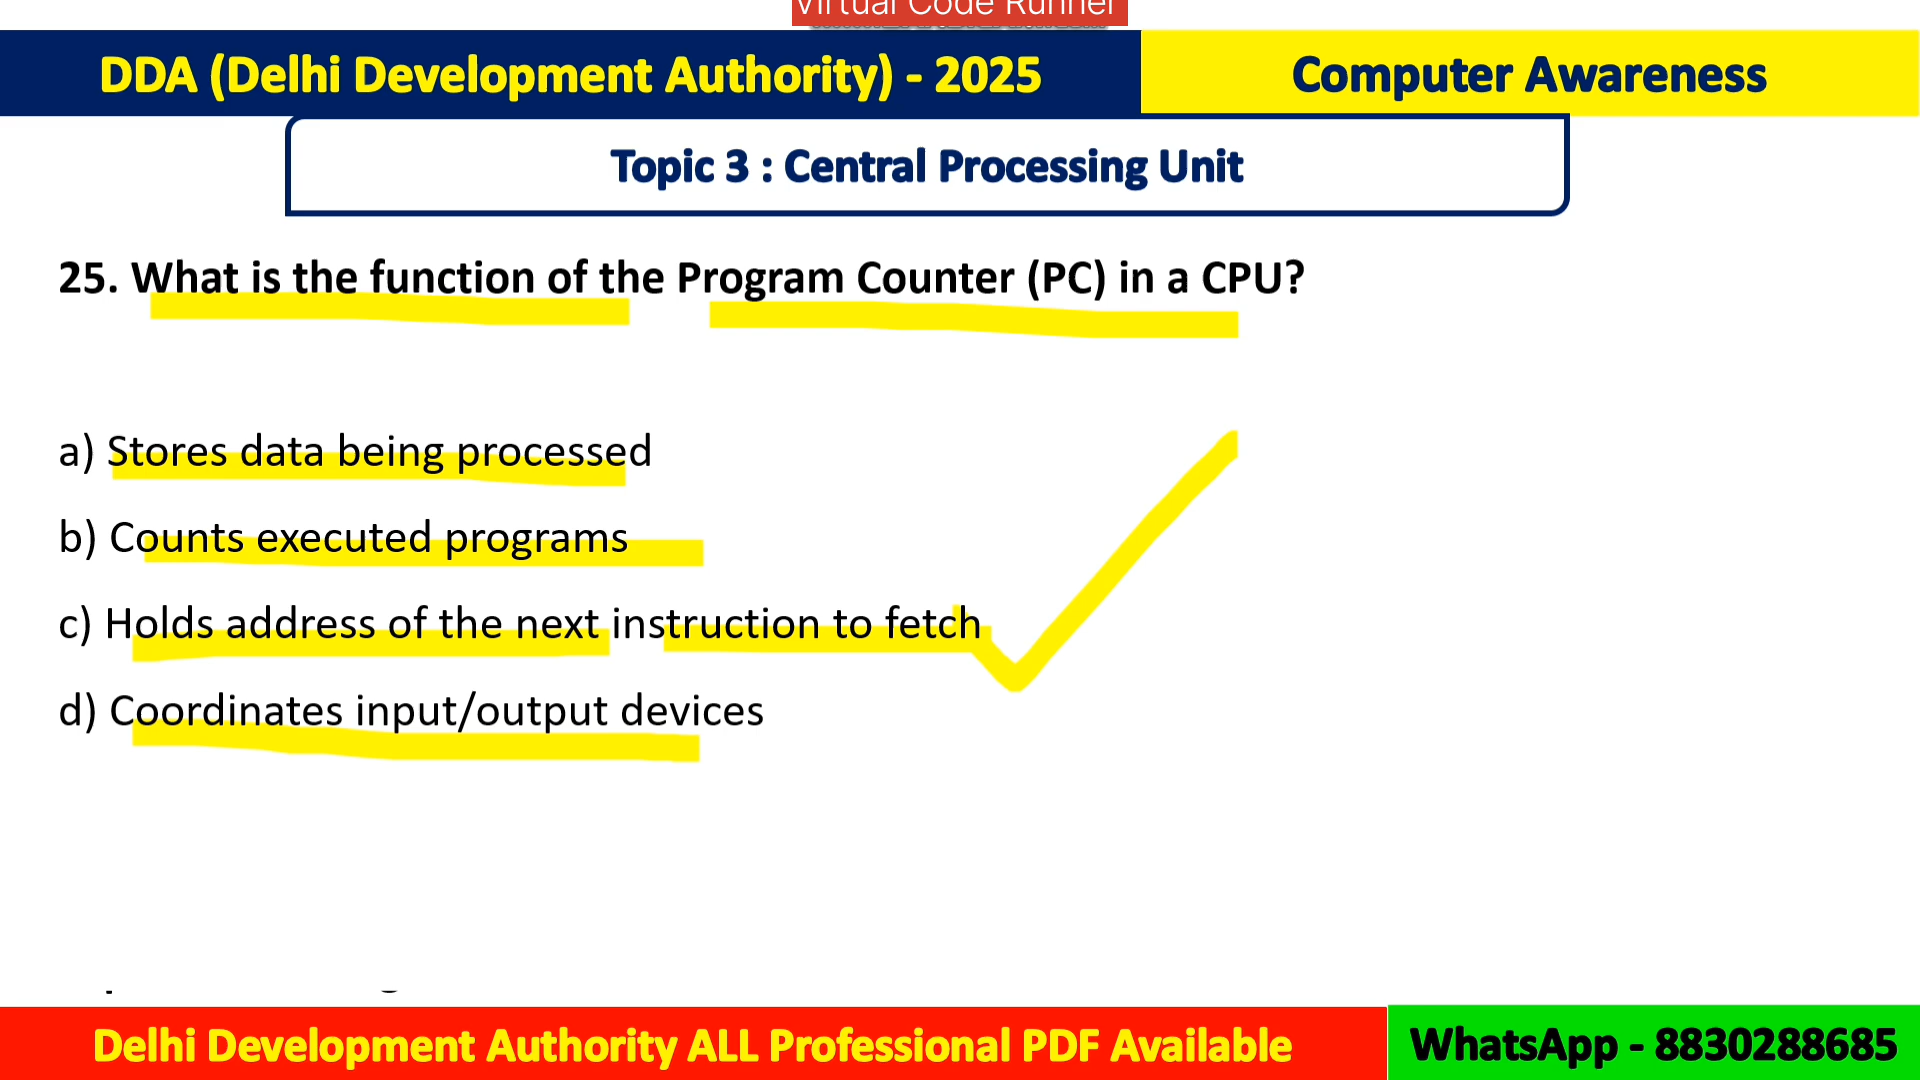 Virtual Code Runner
DDA (Delhi Development Authority) - 2025
Computer Awareness
Topic 3 : Central Processing Unit
25. What is the function of the Program Counter (PC) in a CPU?
a) Stores data being processed
b) Counts executed programs
c) Holds address of the next instruction to fetch
d) Coordinates input/output devices
Delhi Development Authority ALL Professional PDF Available
WhatsApp - 8830288685